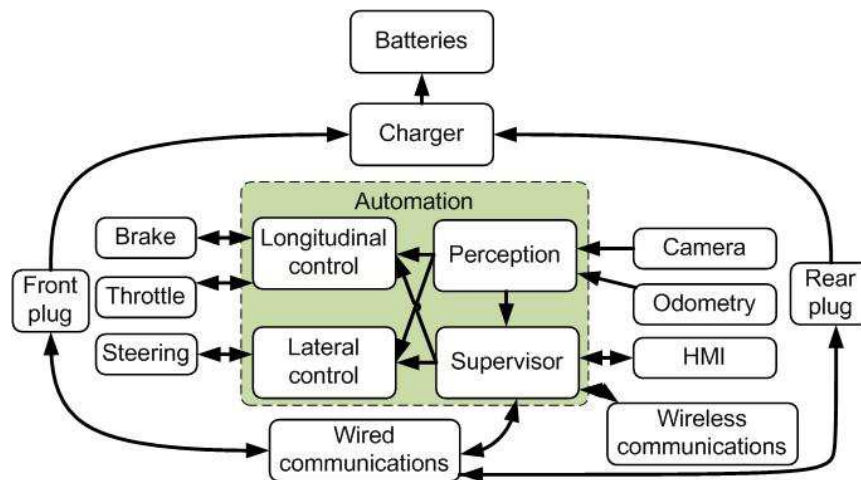 Batteries
Charger
Automation
Brake
Longitudinal
control
Perception
Camera
Front
plug
Throttle
Odometry
Rear
plug
Steering
Lateral
control
Supervisor
HMI
Wired
communications
Wireless
communications